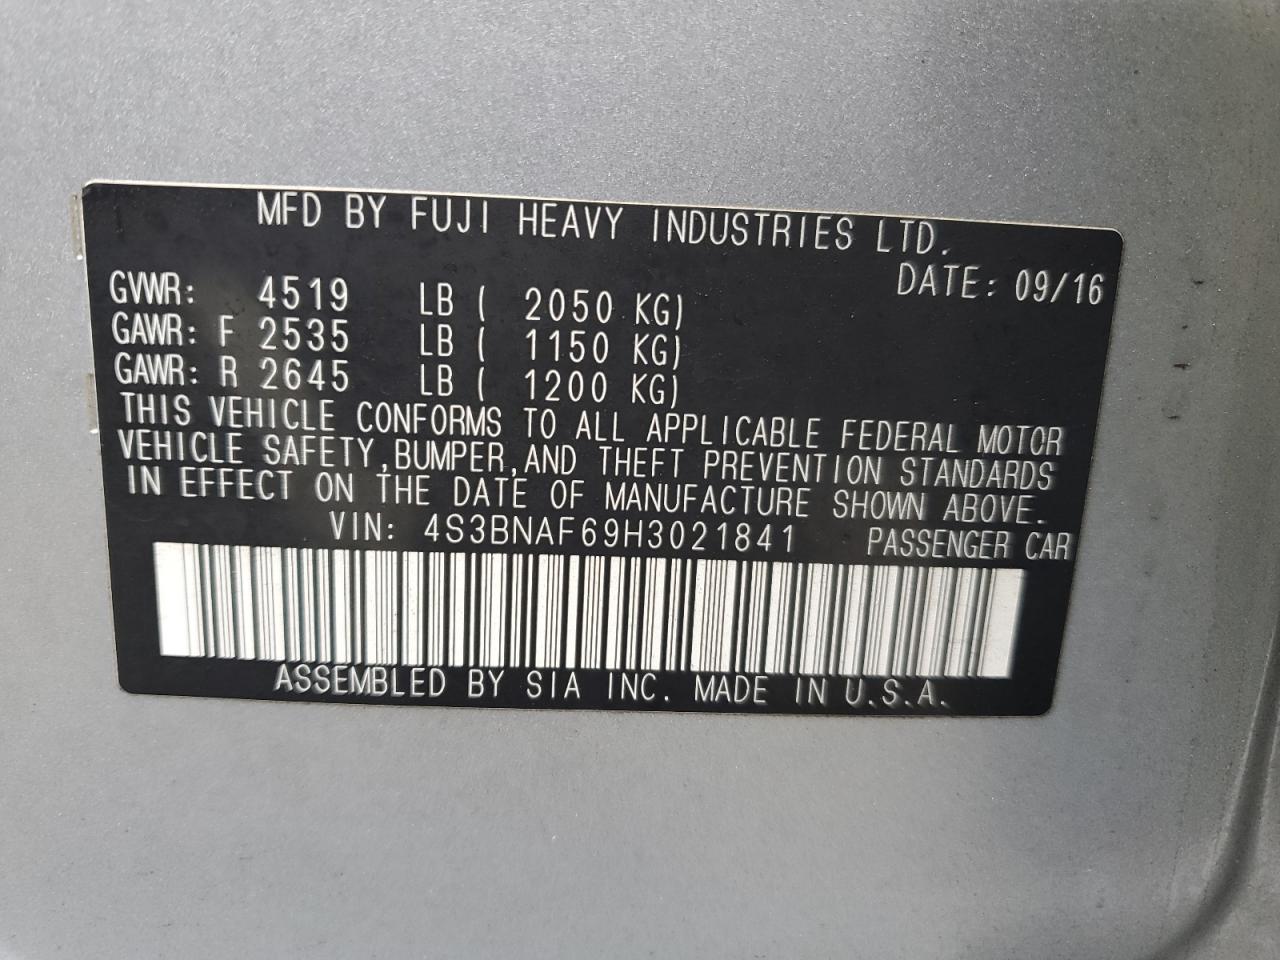 MFD BY FUJI HEAVY INDUSTRIES LTD.
DATE: 09/16
GVWR: 4519 LB ( 2050 KG)
GAWR: F 2535 LB ( 1150 KG)
GAWR: R 2645 LB ( 1200 KG)
THIS VEHICLE CONFORMS TO ALL APPLICABLE FEDERAL MOTOR
VEHICLE SAFETY,BUMPER,AND THEFT PREVENTION STANDARDS
IN EFFECT ON THE DATE OF MANUFACTURE SHOWN ABOVE.
VIN: 4S3BNAF69H3021841 PASSENGER CAR
ASSEMBLED BY SIA INC. MADE IN U.S.A.